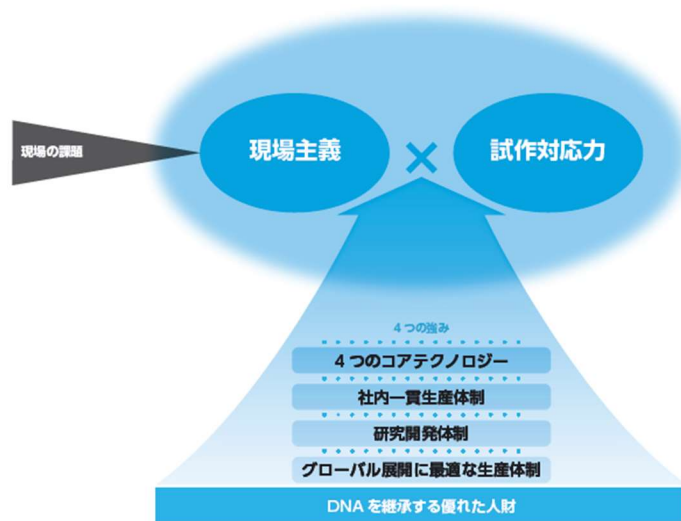 現場の課題
現場主義
×
試作対応力
4つの強み
4つのコアテクノロジー
社内一貫生産体制
研究開発体制
グローバル展開に最適な生産体制
DNAを継承する優れた人財